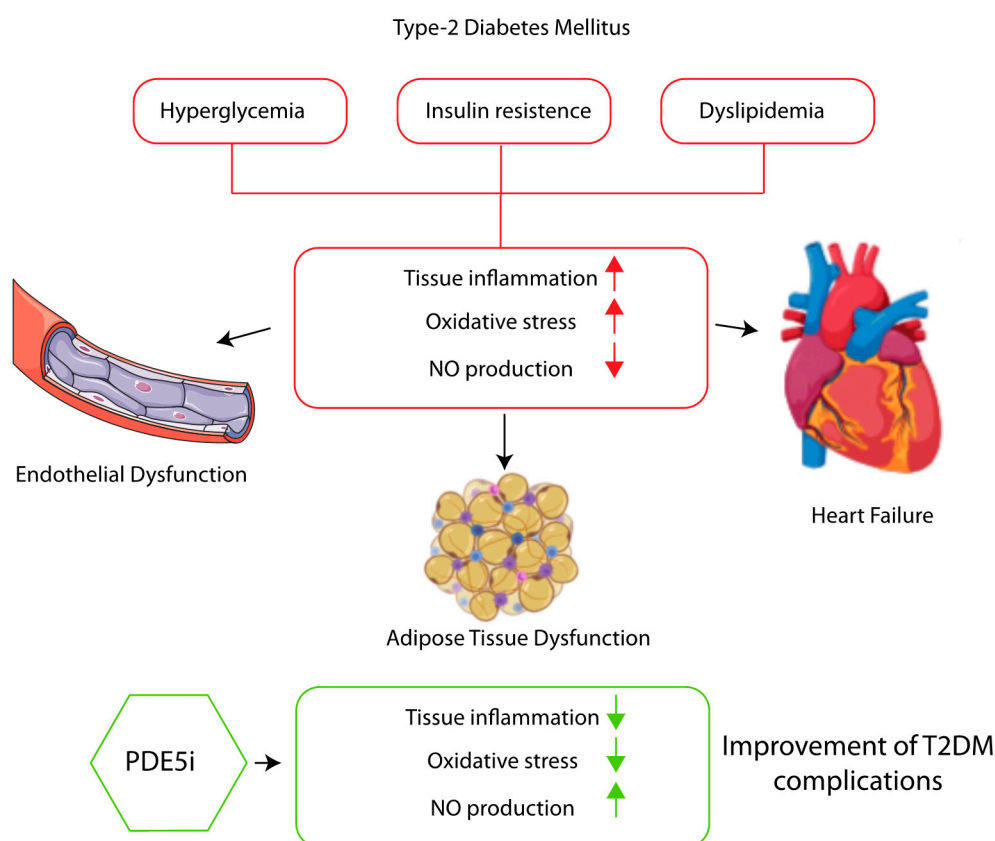 Type-2 Diabetes Mellitus
Hyperglycemia
Insulin resistence
Dyslipidemia
Tissue inflammation
Oxidative stress
NO production
Endothelial Dysfunction
Heart Failure
Adipose Tissue Dysfunction
PDE5i
Tissue inflammation
Oxidative stress
NO production
Improvement of T2DM
complications